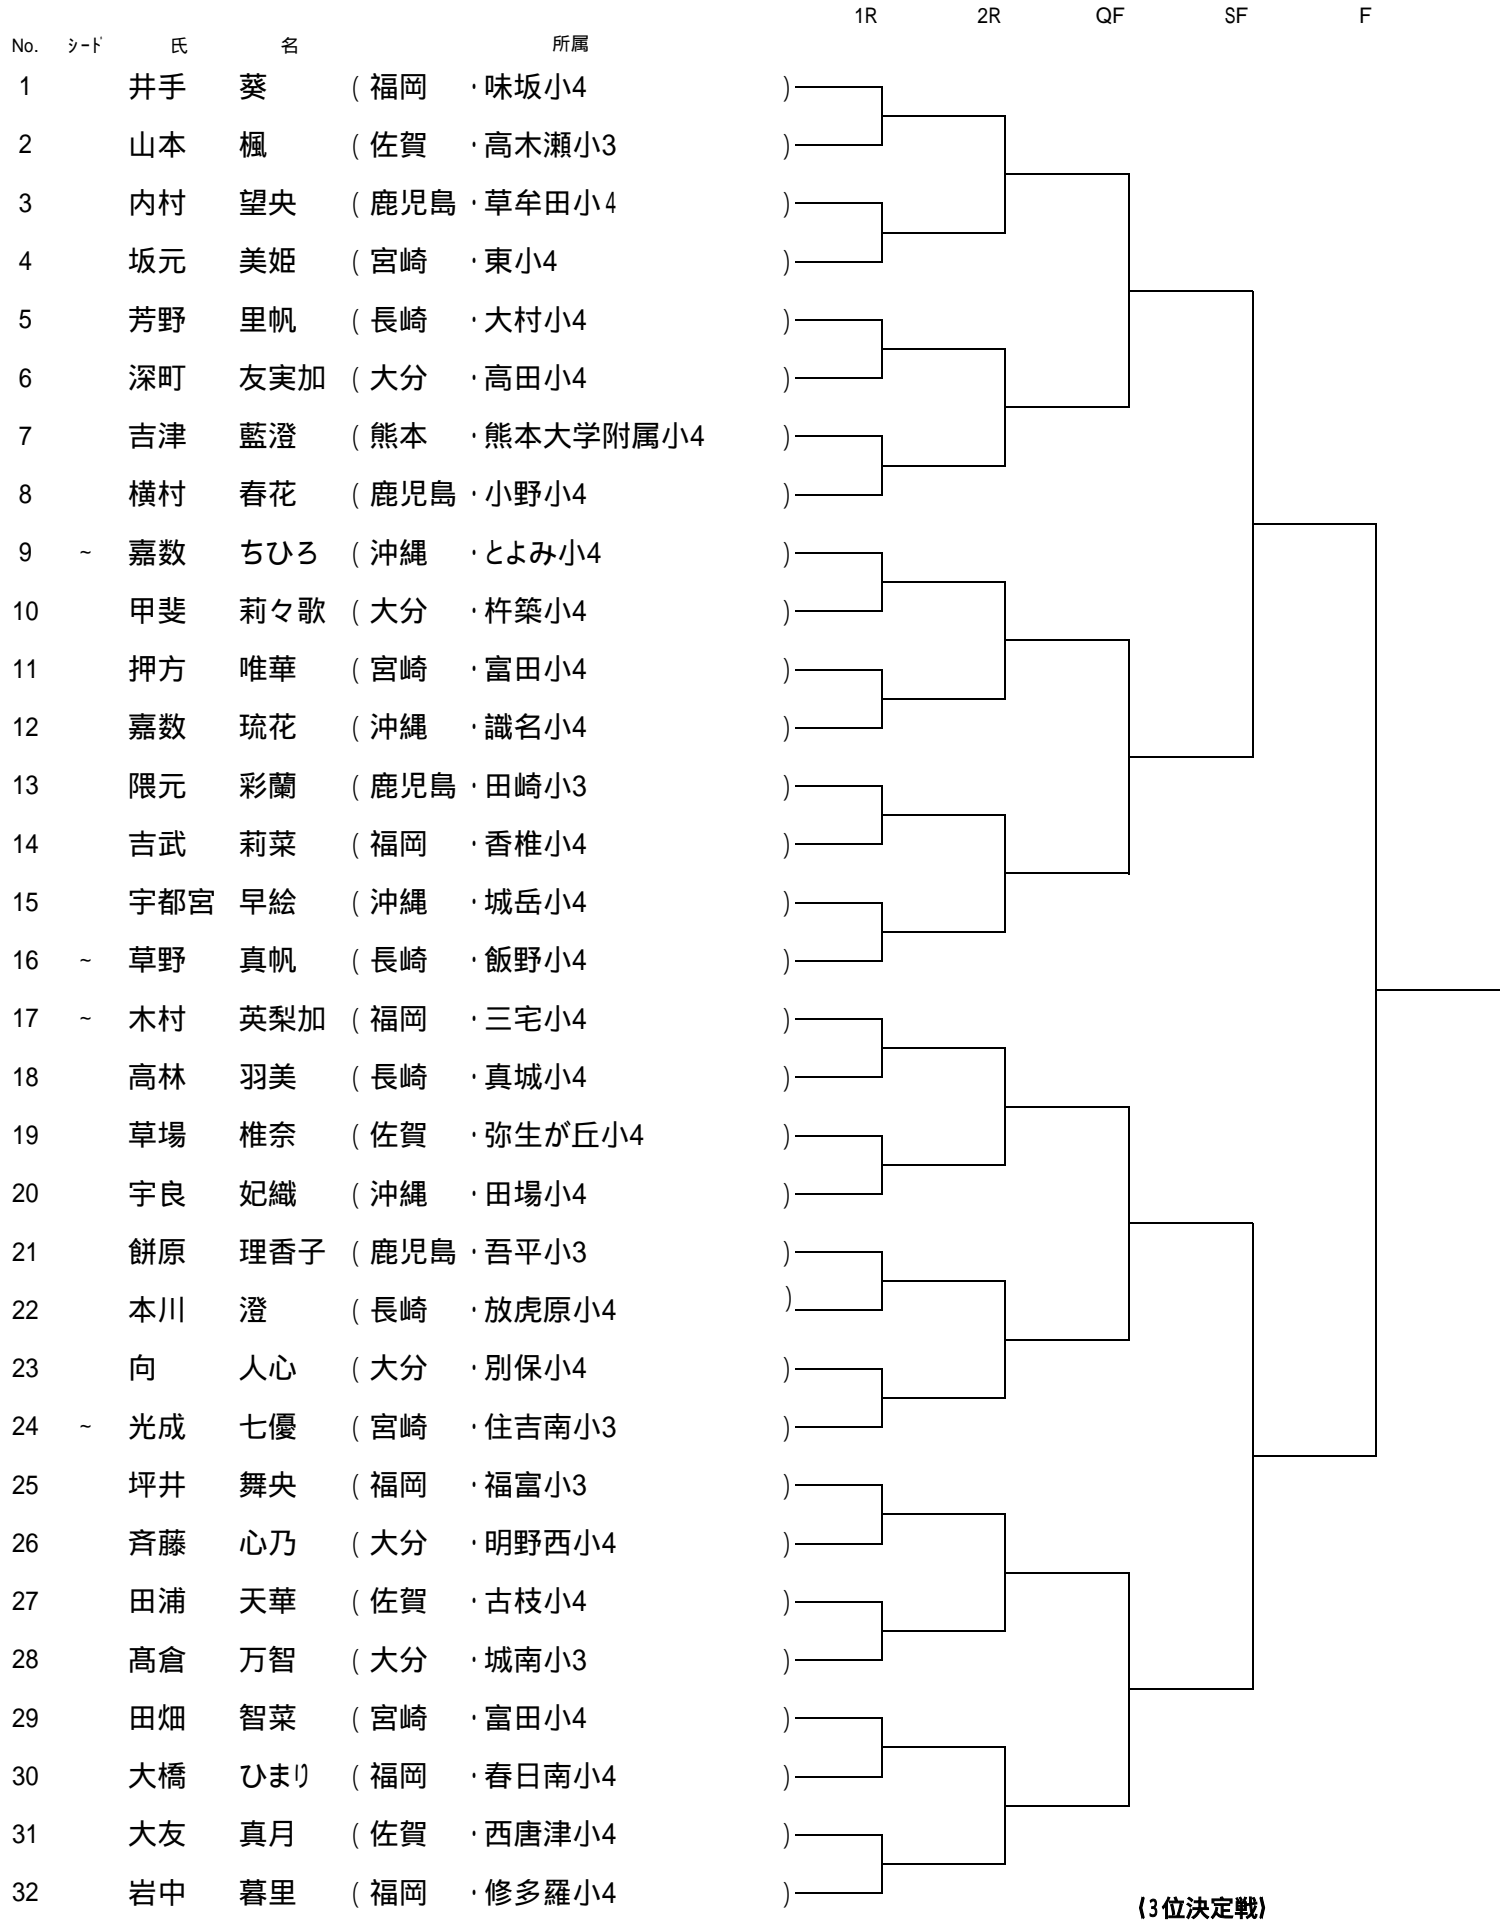 1R 2R QF SF F
No. ｼｰﾄﾞ 氏 名 所属
1 井手 葵 ( 福岡 ・味坂小4 )
2 山本 楓 ( 佐賀 ・高木瀬小3 )
3 内村 望央 ( 鹿児島 ・草牟田小4 )
4 坂元 美姫 ( 宮崎 ・東小4 )
5 芳野 里帆 ( 長崎 ・大村小4 )
6 深町 友実加 ( 大分 ・高田小4 )
7 吉津 藍澄 ( 熊本 ・熊本大学附属小4 )
8 横村 春花 ( 鹿児島 ・小野小4 )
9 ~ 嘉数 ちひろ ( 沖縄 ・とよみ小4 )
10 甲斐 莉々歌 ( 大分 ・杵築小4 )
11 押方 唯華 ( 宮崎 ・富田小4 )
12 嘉数 琉花 ( 沖縄 ・識名小4 )
13 隈元 彩蘭 ( 鹿児島 ・田崎小3 )
14 吉武 莉菜 ( 福岡 ・香椎小4 )
15 宇都宮 早絵 ( 沖縄 ・城岳小4 )
16 ~ 草野 真帆 ( 長崎 ・飯野小4 )
17 ~ 木村 英梨加 ( 福岡 ・三宅小4 )
18 高林 羽美 ( 長崎 ・真城小4 )
19 草場 椎奈 ( 佐賀 ・弥生が丘小4 )
20 宇良 妃織 ( 沖縄 ・田場小4 )
21 餅原 理香子 ( 鹿児島 ・吾平小3 )
22 本川 澄 ( 長崎 ・放虎原小4 )
23 向 人心 ( 大分 ・別保小4 )
24 ~ 光成 七優 ( 宮崎 ・住吉南小3 )
25 坪井 舞央 ( 福岡 ・福富小3 )
26 斉藤 心乃 ( 大分 ・明野西小4 )
27 田浦 天華 ( 佐賀 ・古枝小4 )
28 髙倉 万智 ( 大分 ・城南小3 )
29 田畑 智菜 ( 宮崎 ・富田小4 )
30 大橋 ひまり ( 福岡 ・春日南小4 )
31 大友 真月 ( 佐賀 ・西唐津小4 )
32 岩中 暮里 ( 福岡 ・修多羅小4 )
(3位決定戦)